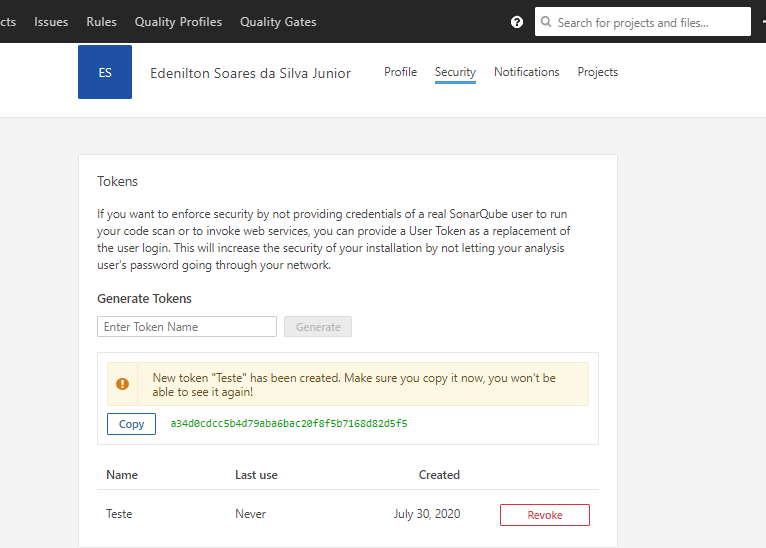 cts Issues Rules Quality Profiles Quality Gates ? Search for projects and files...
ES Edenilton Soares da Silva Junior Profile Security Notifications Projects
Tokens
If you want to enforce security by not providing credentials of a real SonarQube user to run
your code scan or to invoke web services, you can provide a User Token as a replacement of
the user login. This will increase the security of your installation by not letting your analysis
user's password going through your network.
Generate Tokens
Enter Token Name Generate
New token "Teste" has been created. Make sure you copy it now, you won't be
able to see it again!
Copy a34d0cdcc5b4d79aba6bac20f8f5b7168d82d5f5
Name Last use Created
Teste Never July 30, 2020 Revoke